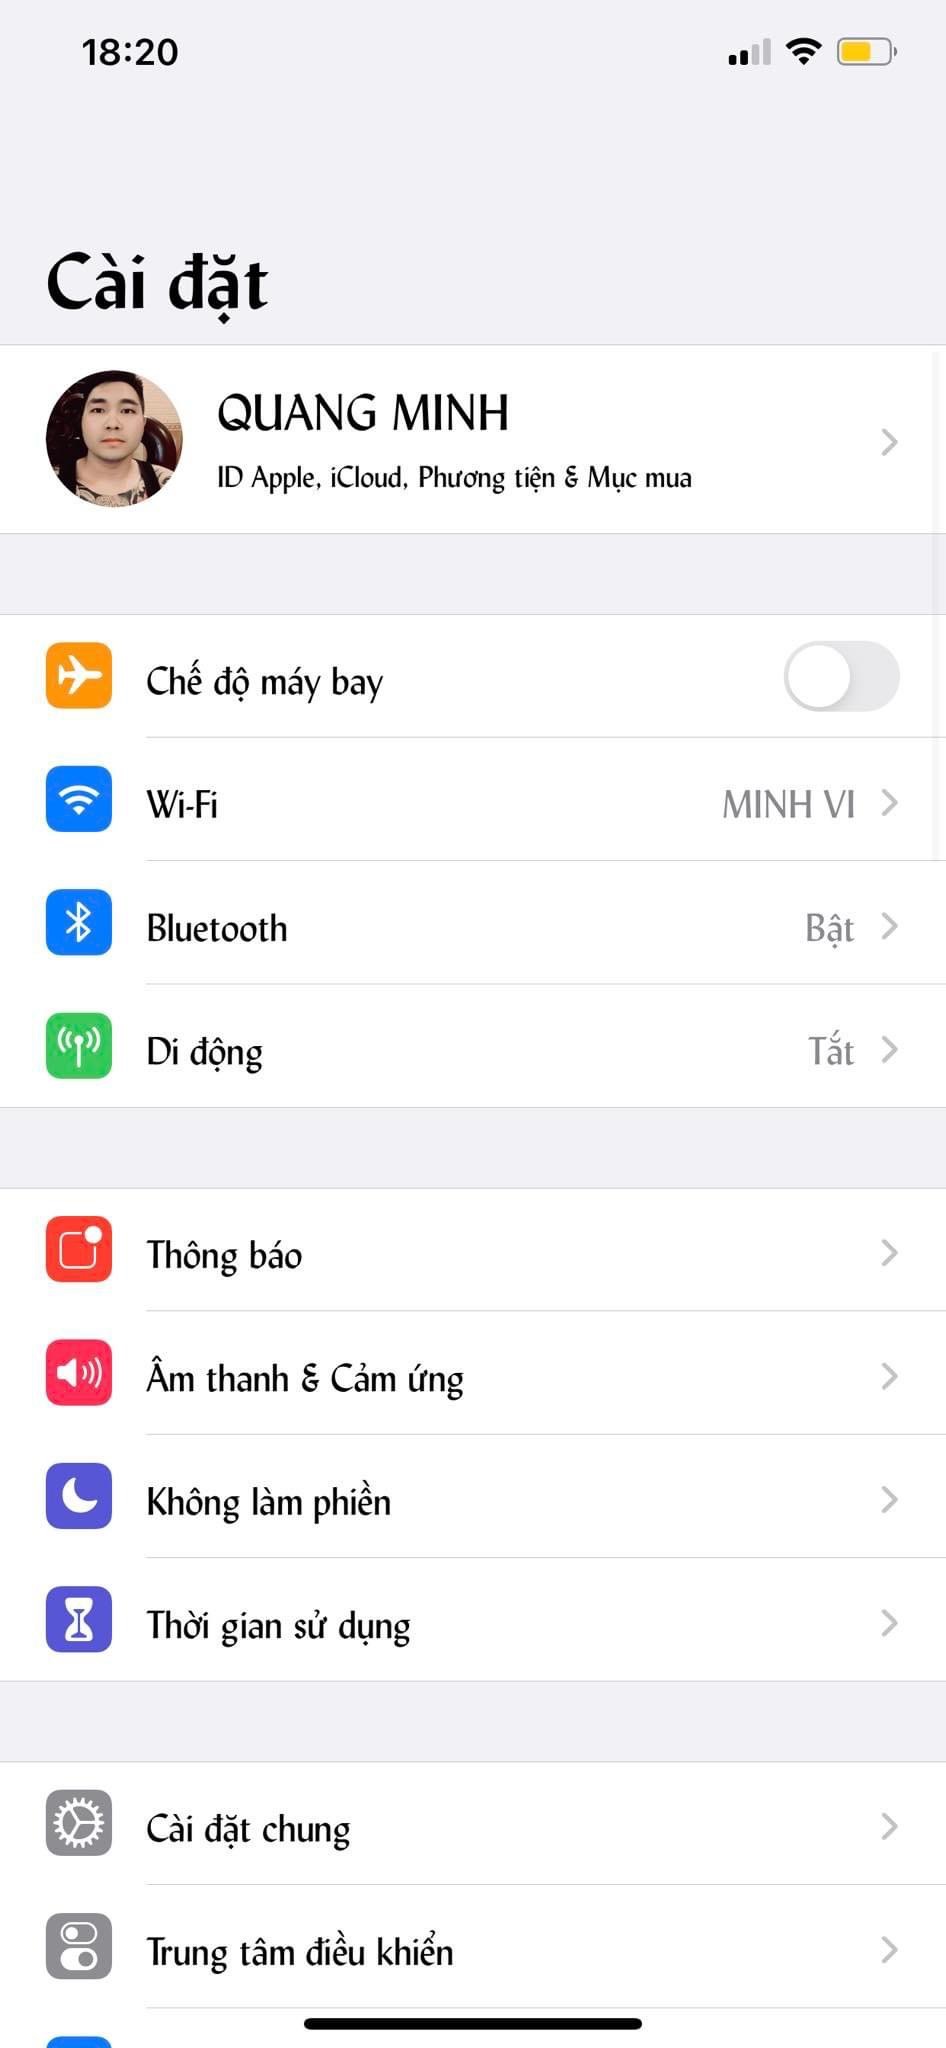 18:20
Cài đặt
QUANG MINH
ID Apple, iCloud, Phương tiện & Mục mua
Chế độ máy bay
Wi-Fi MINH VI
Bluetooth Bật
Di động Tắt
Thông báo
Âm thanh & Cảm ứng
Không làm phiền
Thời gian sử dụng
Cài đặt chung
Trung tâm điều khiển